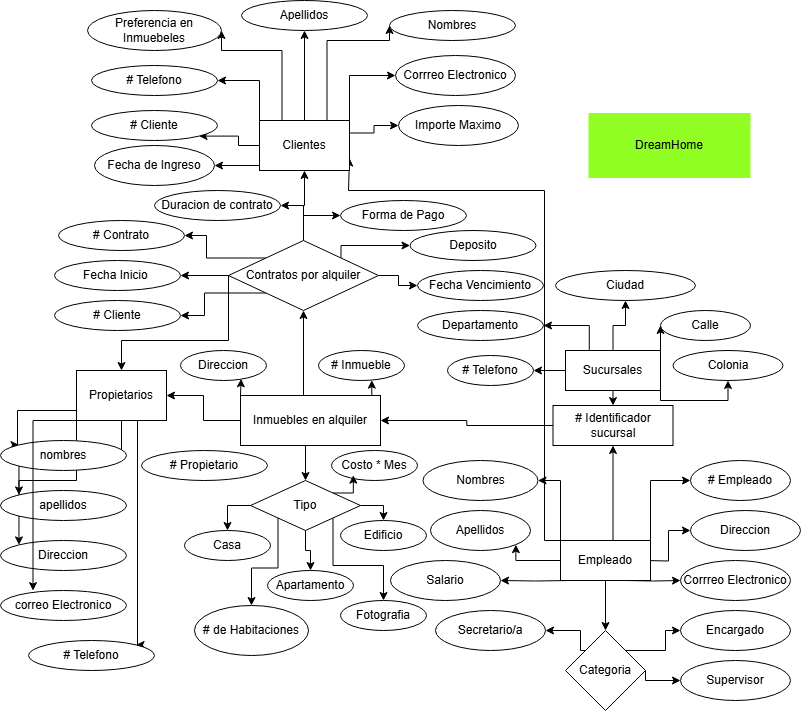 Apellidos
Preferencia en
Inmuebeles
Nombres
# Telefono
Corrreo Electronico
# Cliente
Importe Maximo
Clientes
DreamHome
Fecha de Ingreso
Duracion de contrato
Forma de Pago
# Contrato
Deposito
Fecha Inicio
Contratos por alquiler
Fecha Vencimiento
Ciudad
# Cliente
Departamento
Calle
Direccion
# Inmueble
# Telefono
Sucursales
Colonia
Propietarios
Inmuebles en alquiler
# Identificador
sucursal
nombres
# Propietario
Costo * Mes
Nombres
# Empleado
apellidos
Tipo
Apellidos
Direccion
Casa
Edificio
Direccion
Empleado
Apartamento
Salario
Corrreo Electronico
correo Electronico
Fotografia
# de Habitaciones
Secretario/a
Encargado
# Telefono
Categoria
Supervisor